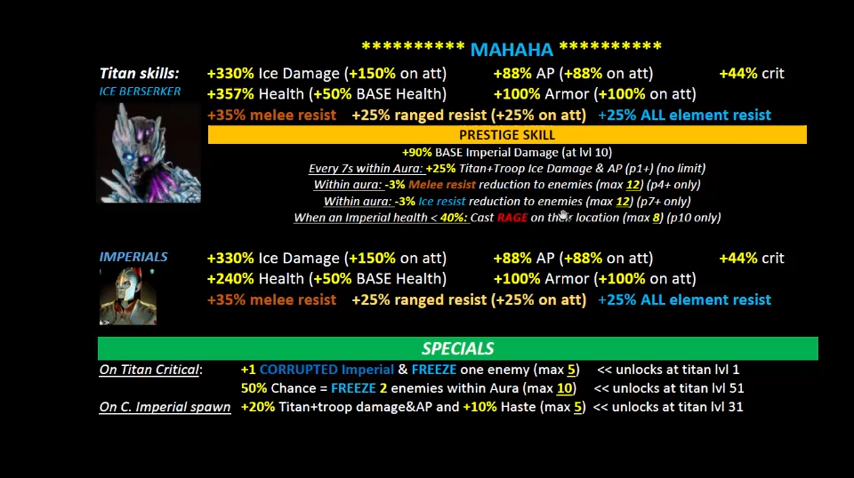 ********** MAHAHA **********
Titan skills: +330% Ice Damage (+150% on att) +88% AP (+88% on att) +44% crit
ICE BERSERKER +357% Health (+50 BASE Health) +100% Armor (+100% on att)
+35% melee resist +25% ranged resist (+25% on att) +25% ALL element resist
PRESTIGE SKILL
+90% BASE Imperial Damage (at lvl 10)
Every 7s within Aura: +25% Titan+Troop Ice Damage & AP (p1+) (no limit)
Within aura: -3% Melee resist reduction to enemies (max 12) (p4+ only)
Within aura: -3% Ice resist reduction to enemies (max 12) (p7+ only)
When an Imperial health < 40%: Cast RAGE on their location (max 8) (p10 only)
IMPERIALS +330% Ice Damage (+150% on att) +88% AP (+88% on att) +44% crit
+240% Health (+50% BASE Health) +100% Armor (+100% on att)
+35% melee resist +25% ranged resist (+25% on att) +25% ALL element resist
SPECIALS
On Titan Critical: +1 CORRUPTED Imperial & FREEZE one enemy (max 5) << unlocks at titan lvl 1
50% Chance = FREEZE 2 enemies within Aura (max 10) << unlocks at titan lvl 51
On C. Imperial spawn +20% Titan+troop damage&AP and +10% Haste (max 5) << unlocks at titan lvl 31